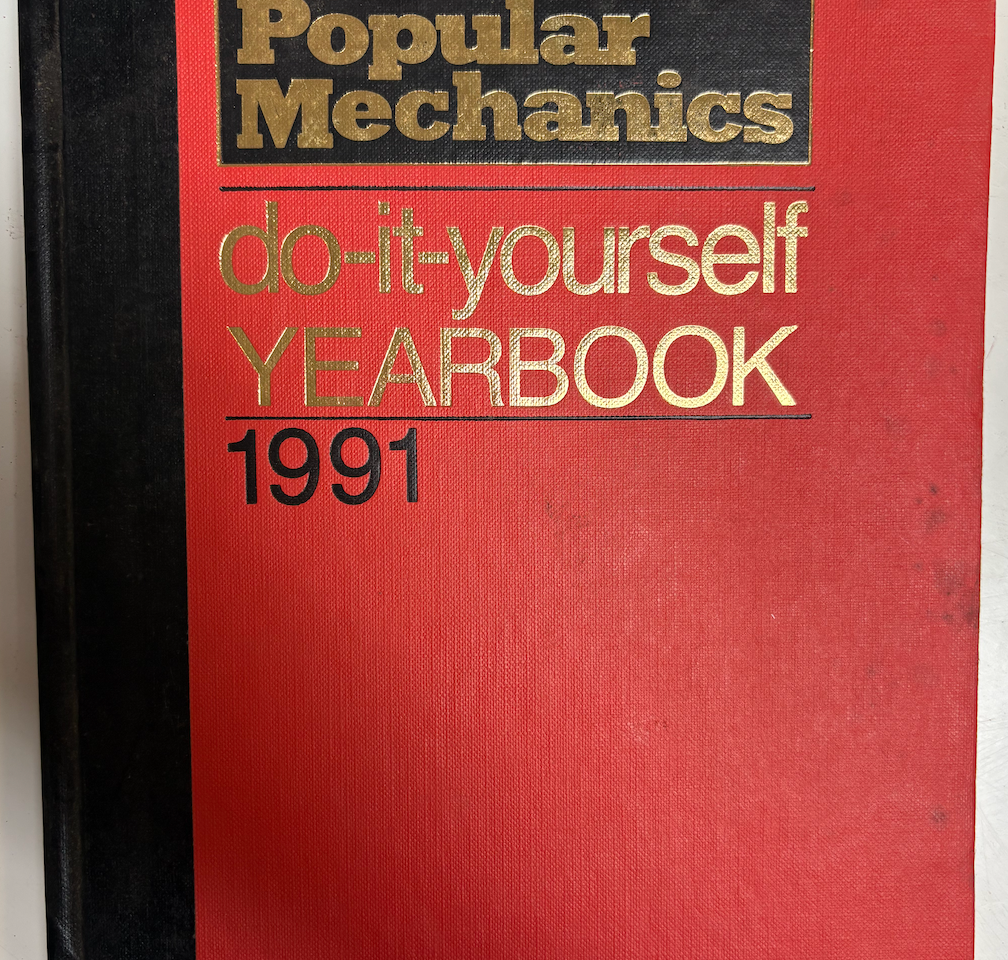 Popular
Mechanics
do-it-yourself
YEARBOOK
1991